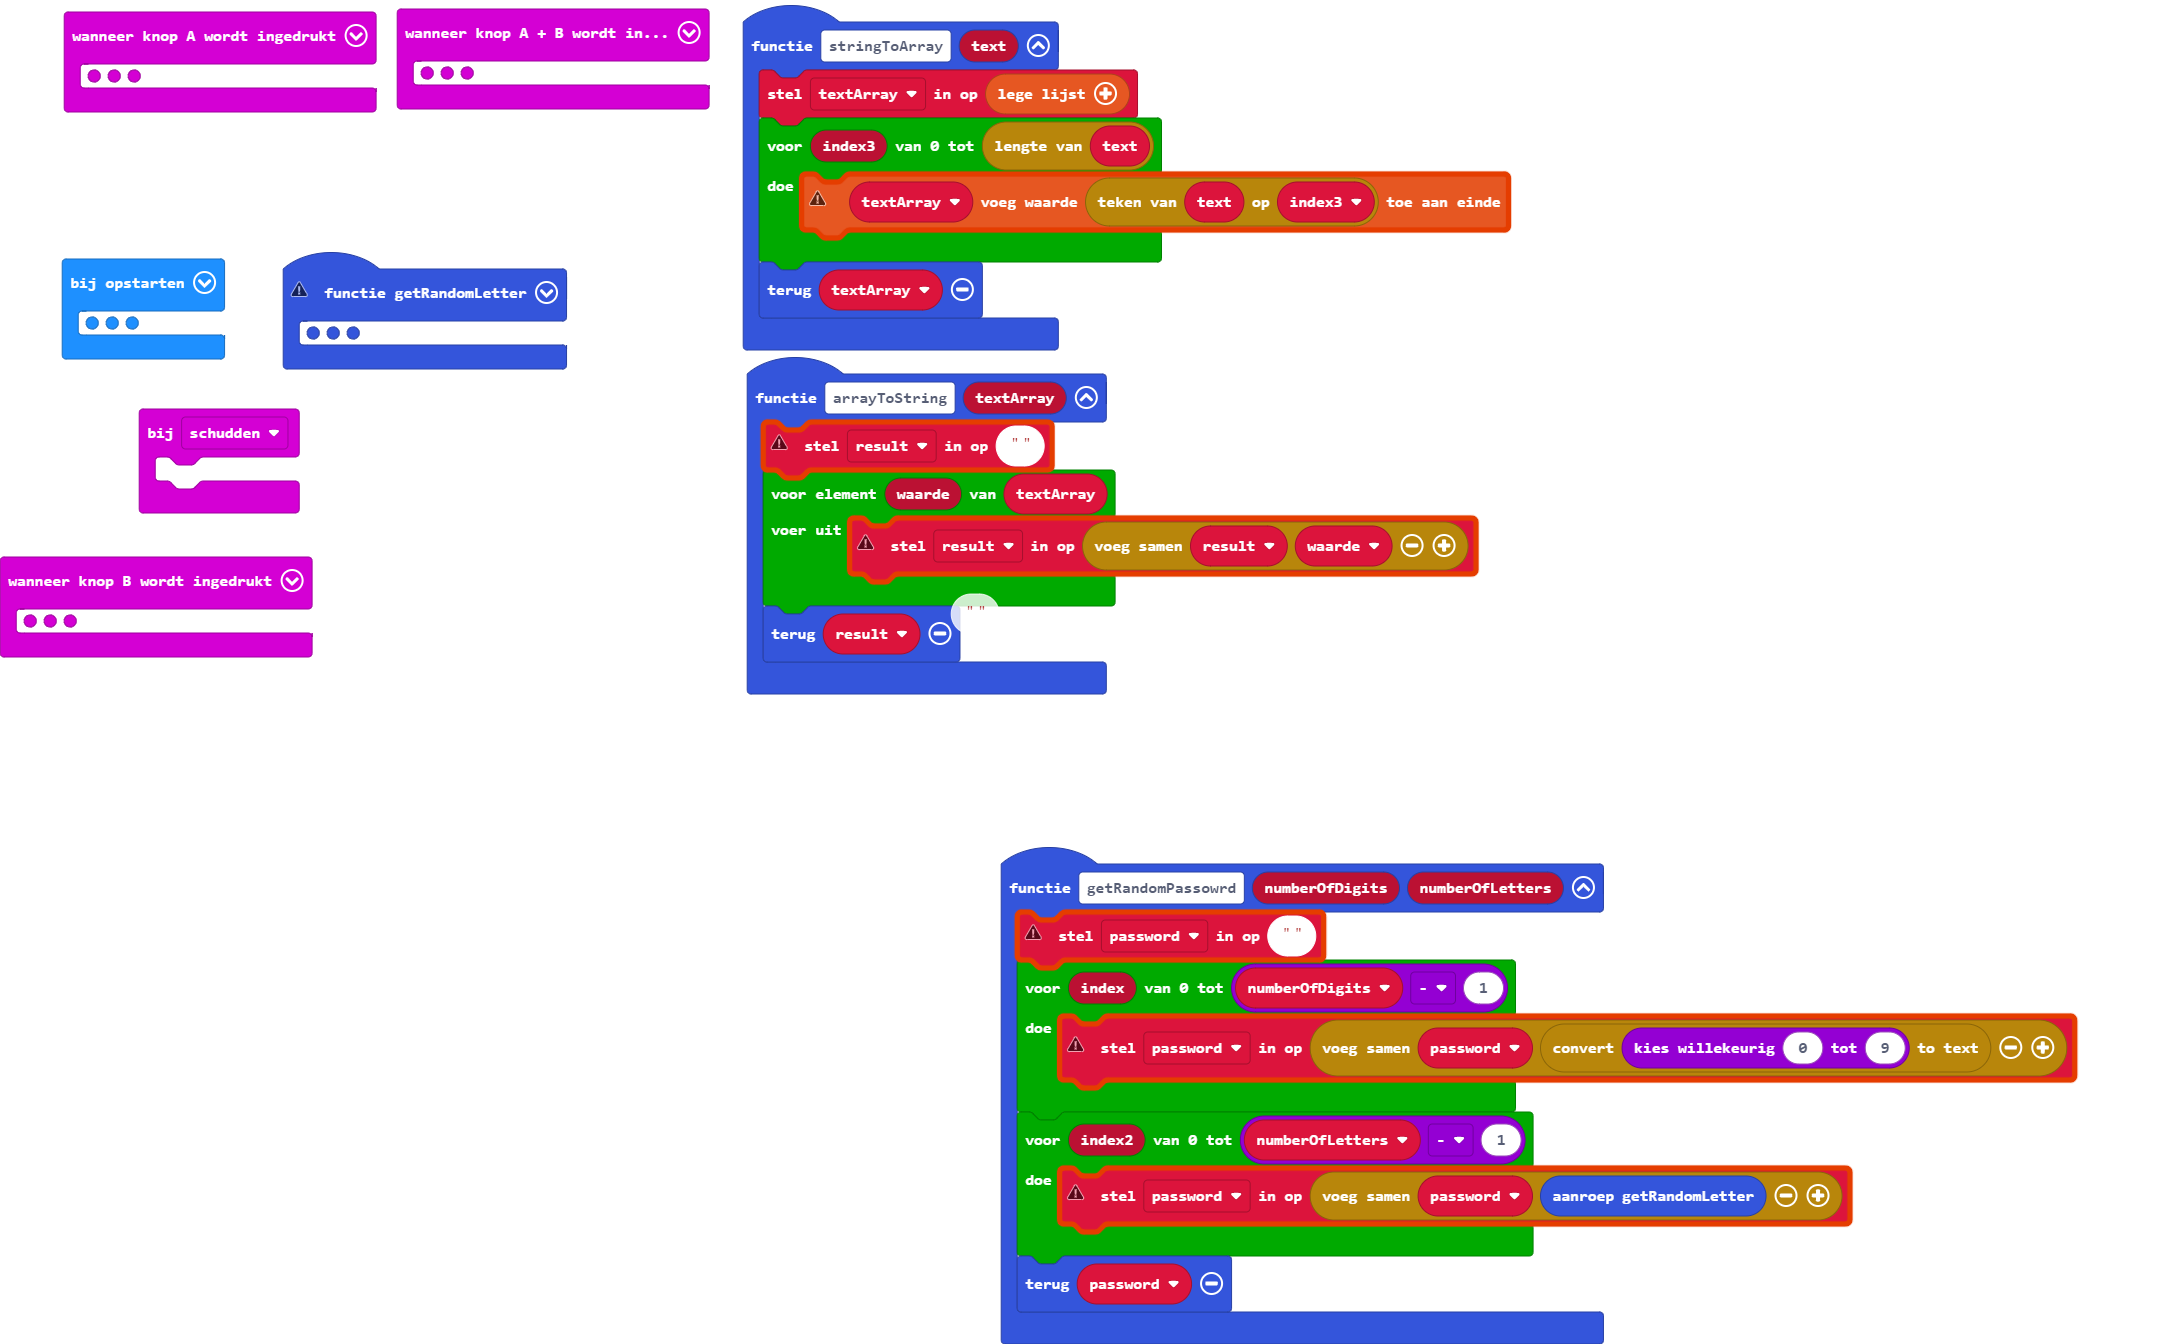 wanneer knop A wordt ingedrukt
wanneer knop A + B wordt in...
bij opstarten
functie getRandomLetter
bij schudden
wanneer knop B wordt ingedrukt
functie stringToArray text
stel textArray in op lege lijst
voor index3 van 0 tot lengte van text
doe textArray voeg waarde teken van text op index3 toe aan einde
terug textArray
functie arrayToString textArray
stel result in op " "
voor element waarde van textArray
voer uit stel result in op voeg samen result waarde
" "
terug result
functie getRandomPassowrd numberOfDigits numberOfLetters
stel password in op " "
voor index van 0 tot numberOfDigits - 1
doe stel password in op voeg samen password convert kies willekeurig 0 tot 9 to text
voor index2 van 0 tot numberOfLetters - 1
doe stel password in op voeg samen password aanroep getRandomLetter
terug password